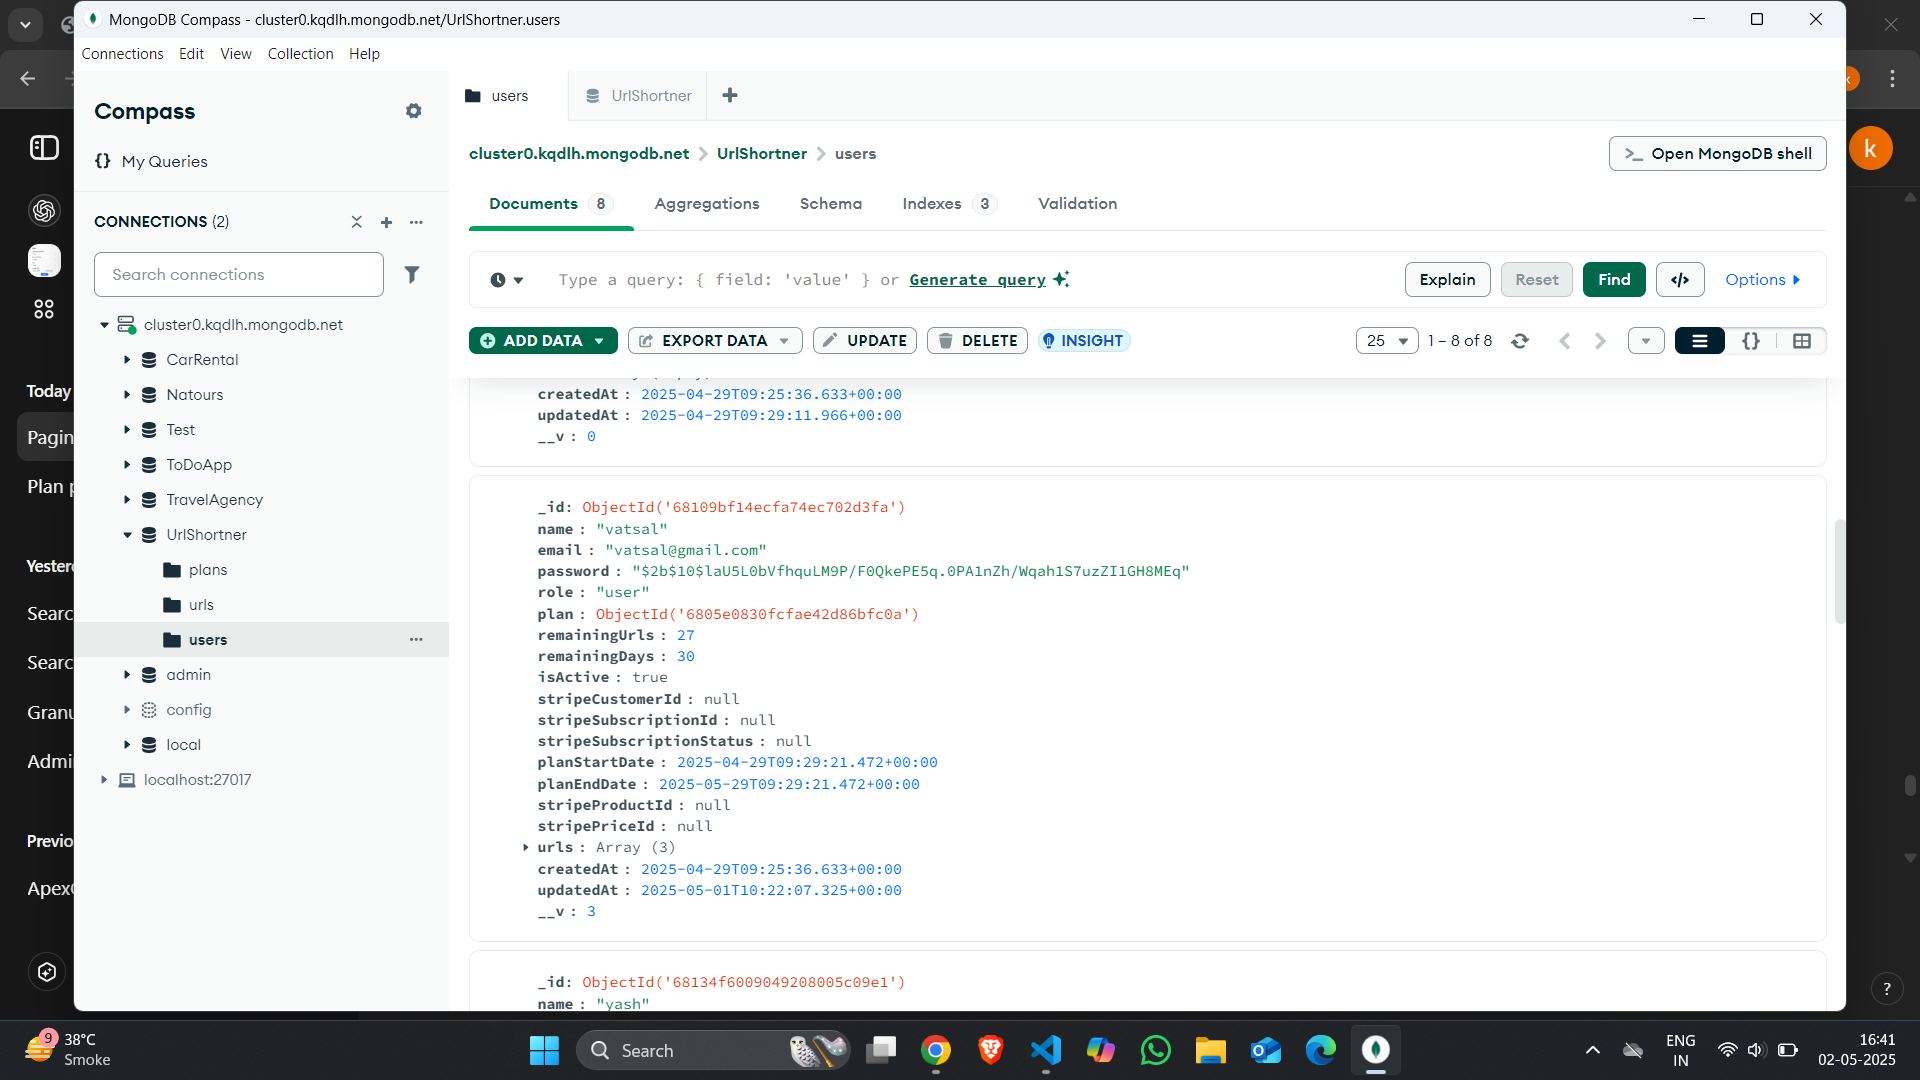 MongoDB Compass - cluster0.kqdlh.mongodb.net/UrlShortner.users
Connections Edit View Collection Help
Compass
{} My Queries
CONNECTIONS (2)
Search connections
cluster0.kqdlh.mongodb.net
CarRental
Natours
Test
ToDoApp
TravelAgency
UrlShortner
plans
urls
users
admin
config
local
localhost:27017
users UrlShortner
cluster0.kqdlh.mongodb.net > UrlShortner > users
>_ Open MongoDB shell
Documents 8 Aggregations Schema Indexes 3 Validation
Type a query: { field: 'value' } or Generate query
Explain Reset Find </> Options
ADD DATA EXPORT DATA UPDATE DELETE INSIGHT 25 1 – 8 of 8 {}
createdAt : 2025-04-29T09:25:36.633+00:00
updatedAt : 2025-04-29T09:29:11.966+00:00
__v : 0
_id: ObjectId('68109bf14ecfa74ec702d3fa')
name : "vatsal"
email : "vatsal@gmail.com"
password : "$2b$10$laU5L0bVfhquLM9P/F0QkePE5q.0PA1nZh/Wqah1S7uzZI1GH8MEq"
role : "user"
plan : ObjectId('6805e0830fcfae42d86bfc0a')
remainingUrls : 27
remainingDays : 30
isActive : true
stripeCustomerId : null
stripeSubscriptionId : null
stripeSubscriptionStatus : null
planStartDate : 2025-04-29T09:29:21.472+00:00
planEndDate : 2025-05-29T09:29:21.472+00:00
stripeProductId : null
stripePriceId : null
urls : Array (3)
createdAt : 2025-04-29T09:25:36.633+00:00
updatedAt : 2025-05-01T10:22:07.325+00:00
__v : 3
_id: ObjectId('68134f6009049208005c09e1')
name : "yash"
Today
Pagin
Plan p
Yester
Searc
Searc
Granu
Admi
Previo
Apex
k
?
9
38°C
Smoke
Search
ENG
IN
16:41
02-05-2025